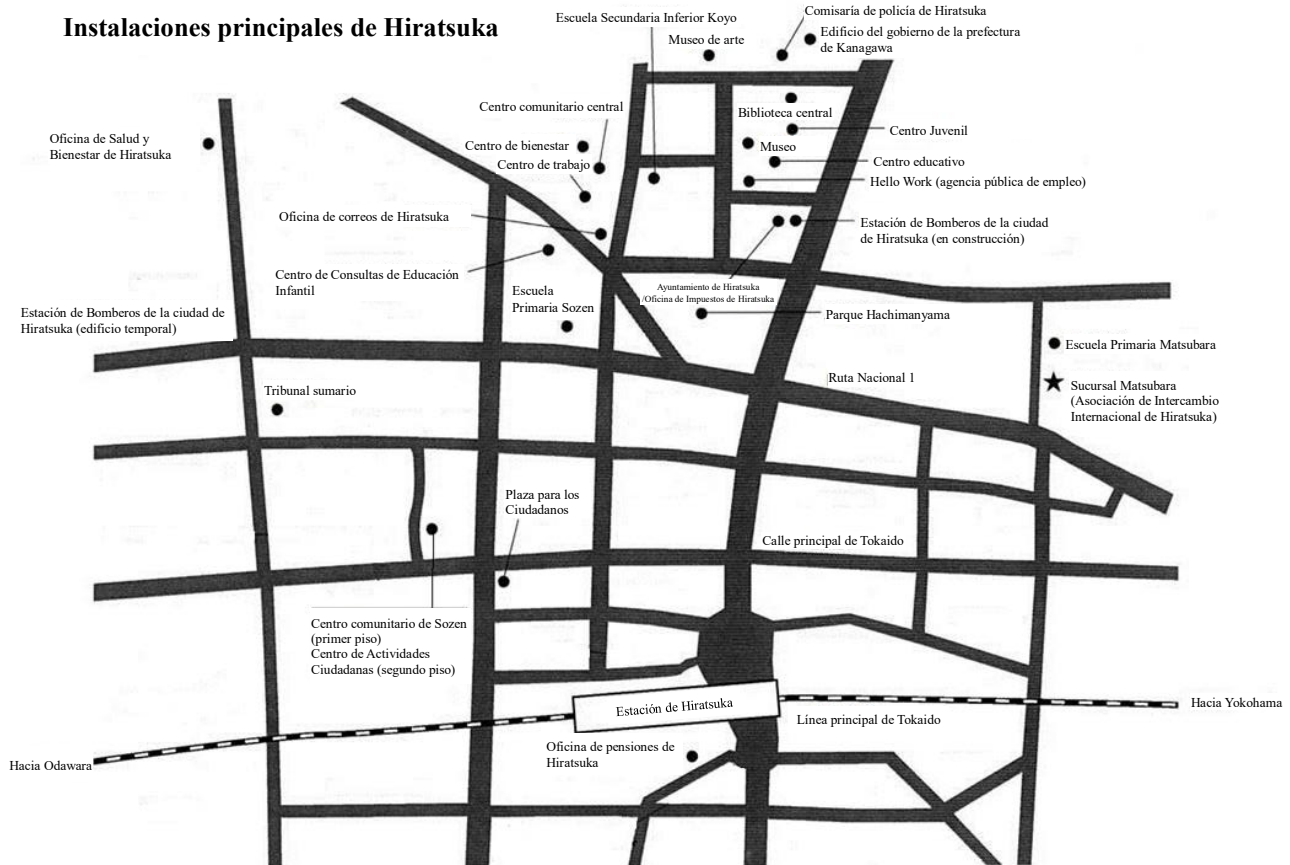 Instalaciones principales de Hiratsuka
Comisaría de policía de Hiratsuka
Escuela Secundaria Inferior Koyo
Edificio del gobierno de la prefectura
de Kanagawa
Museo de arte
Centro comunitario central
Biblioteca central
Centro Juvenil
Oficina de Salud y
Bienestar de Hiratsuka
Centro de bienestar
Museo
Centro de trabajo
Centro educativo
Hello Work (agencia pública de empleo)
Oficina de correos de Hiratsuka
Estación de Bomberos de la ciudad
de Hiratsuka (en construcción)
Centro de Consultas de Educación
Infantil
Ayuntamiento de Hiratsuka
/Oficina de Impuestos de Hiratsuka
Escuela
Primaria Sozen
Estación de Bomberos de la ciudad de
Hiratsuka (edificio temporal)
Parque Hachimanyama
Escuela Primaria Matsubara
Ruta Nacional 1
Sucursal Matsubara
(Asociación de Intercambio
Internacional de Hiratsuka)
Tribunal sumario
Plaza para los
Ciudadanos
Calle principal de Tokaido
Centro comunitario de Sozen
(primer piso)
Centro de Actividades
Ciudadanas (segundo piso)
Estación de Hiratsuka
Hacia Yokohama
Línea principal de Tokaido
Oficina de pensiones de
Hiratsuka
Hacia Odawara